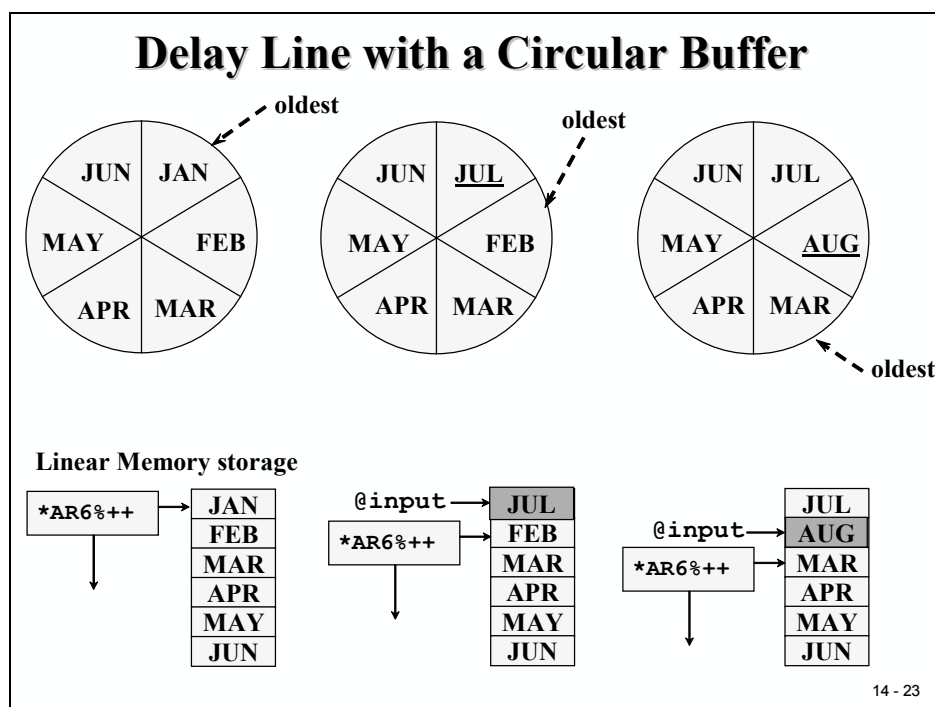 Delay Line with a Circular Buffer
oldest
JUN JAN
MAY FEB
APR MAR
oldest
JUN JUL
MAY FEB
APR MAR
JUN JUL
MAY AUG
APR MAR
oldest
Linear Memory storage
*AR6%++
JAN
FEB
MAR
APR
MAY
JUN
@input
*AR6%++
JUL
FEB
MAR
APR
MAY
JUN
@input
*AR6%++
JUL
AUG
MAR
APR
MAY
JUN
14 - 23